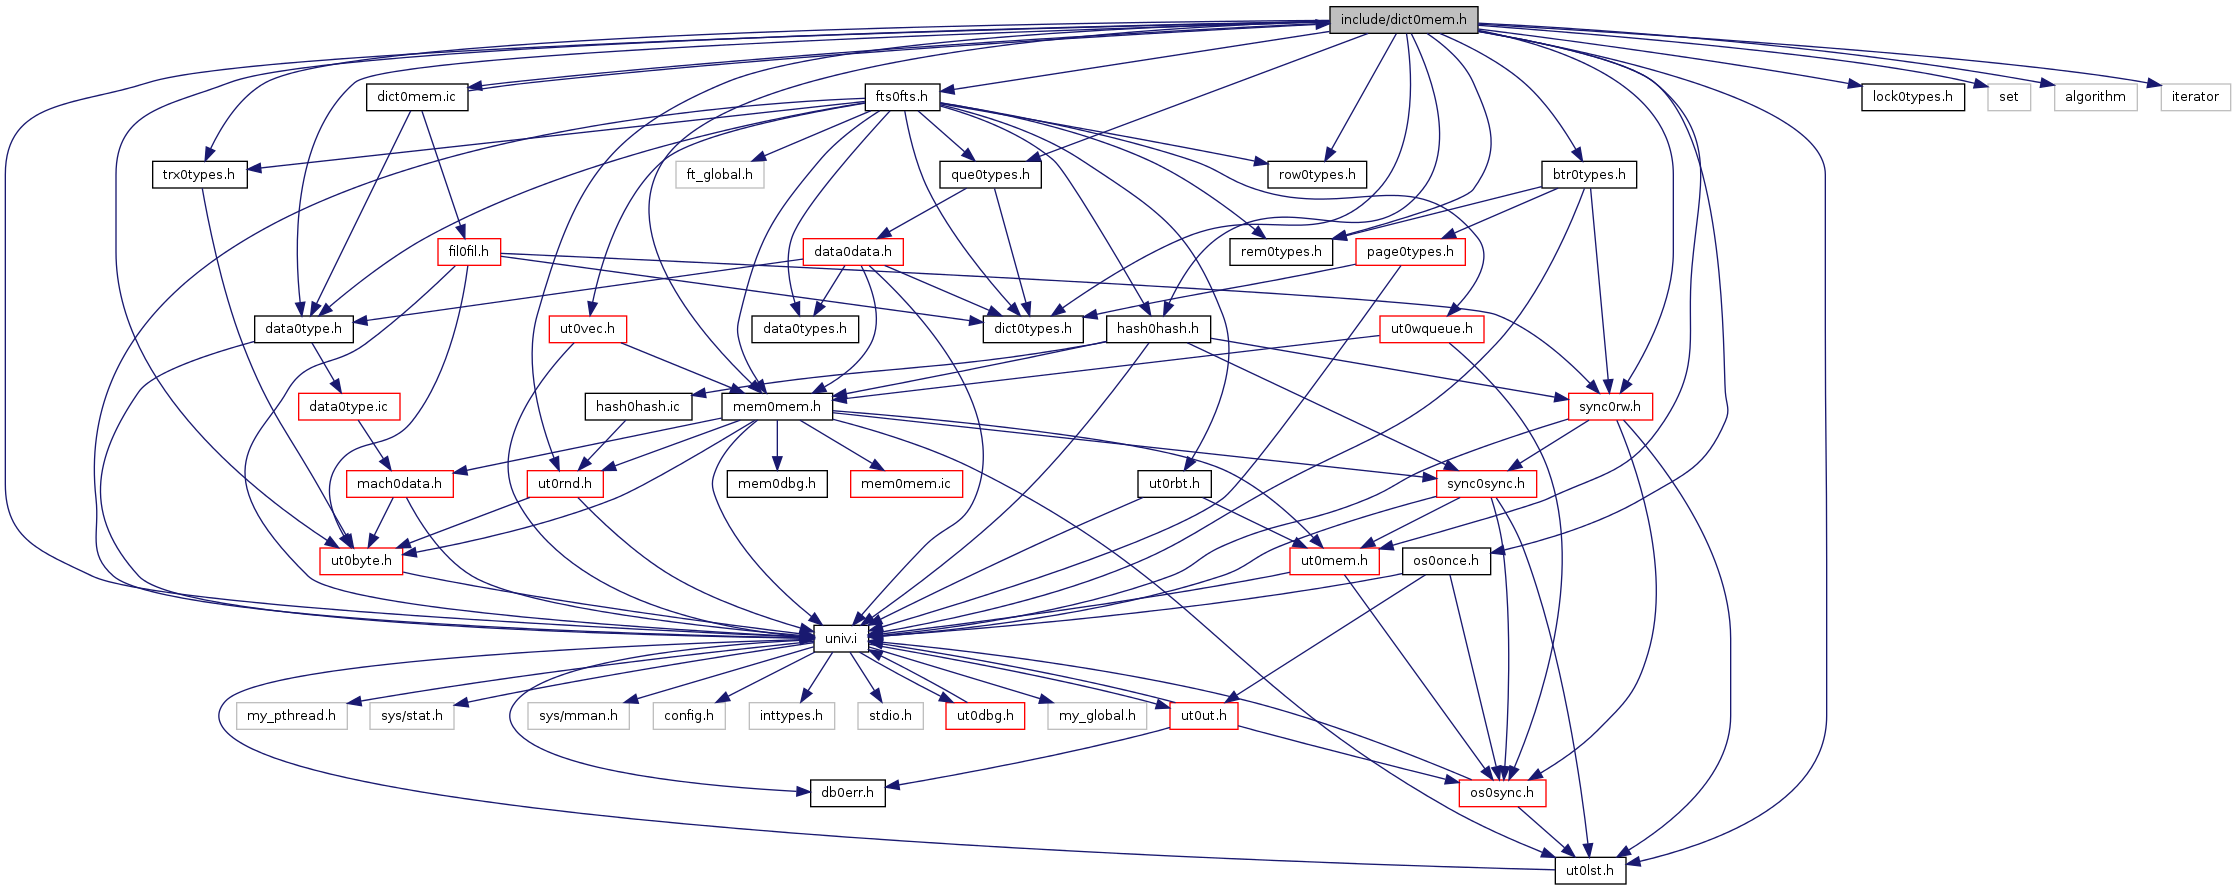 include/dict0mem.h
dict0mem.ic
fts0fts.h
lock0types.h
set
algorithm
iterator
trx0types.h
ft_global.h
que0types.h
row0types.h
btr0types.h
fil0fil.h
data0data.h
rem0types.h
page0types.h
data0type.h
ut0vec.h
data0types.h
dict0types.h
hash0hash.h
ut0wqueue.h
data0type.ic
hash0hash.ic
mem0mem.h
sync0rw.h
mach0data.h
ut0rnd.h
mem0dbg.h
mem0mem.ic
ut0rbt.h
sync0sync.h
ut0byte.h
ut0mem.h
os0once.h
univ.i
my_pthread.h
sys/stat.h
sys/mman.h
config.h
inttypes.h
stdio.h
ut0dbg.h
my_global.h
ut0ut.h
db0err.h
os0sync.h
ut0lst.h